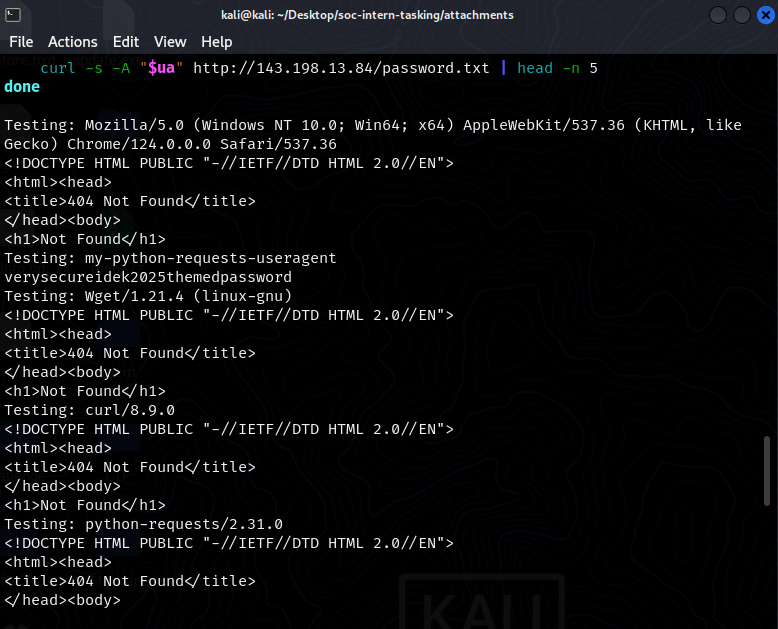 kali@kali: ~/Desktop/soc-intern-tasking/attachments
File Actions Edit View Help
curl -s -A "$ua" http://143.198.13.84/password.txt | head -n 5
done
Testing: Mozilla/5.0 (Windows NT 10.0; Win64; x64) AppleWebKit/537.36 (KHTML, like
Gecko) Chrome/124.0.0.0 Safari/537.36
<!DOCTYPE HTML PUBLIC "-//IETF//DTD HTML 2.0//EN">
<html><head>
<title>404 Not Found</title>
</head><body>
<h1>Not Found</h1>
Testing: my-python-requests-useragent
verysecureidek2025themedpassword
Testing: Wget/1.21.4 (linux-gnu)
<!DOCTYPE HTML PUBLIC "-//IETF//DTD HTML 2.0//EN">
<html><head>
<title>404 Not Found</title>
</head><body>
<h1>Not Found</h1>
Testing: curl/8.9.0
<!DOCTYPE HTML PUBLIC "-//IETF//DTD HTML 2.0//EN">
<html><head>
<title>404 Not Found</title>
</head><body>
<h1>Not Found</h1>
Testing: python-requests/2.31.0
<!DOCTYPE HTML PUBLIC "-//IETF//DTD HTML 2.0//EN">
<html><head>
<title>404 Not Found</title>
</head><body>
KALI